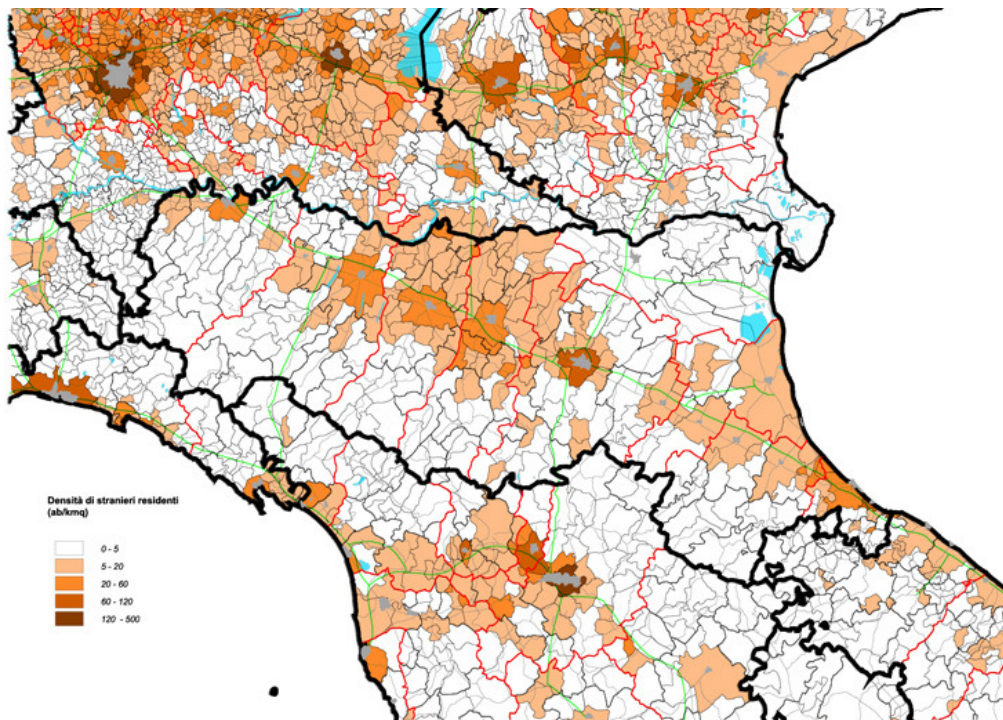 Densità di stranieri residenti
(ab/kmq)
0 - 5
5 - 20
20 - 60
60 - 120
120 - 500